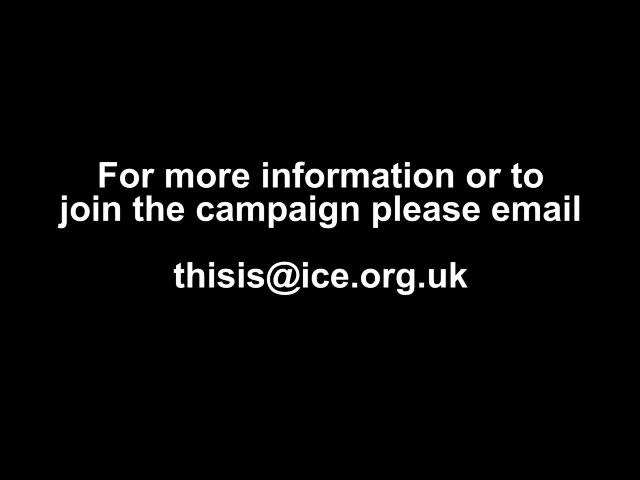 For more information or to
join the campaign please email
thisis@ice.org.uk